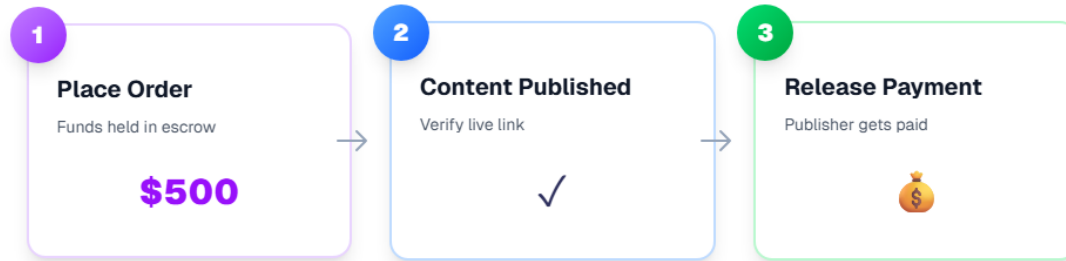 1
Place Order
Funds held in escrow
$500
2
Content Published
Verify live link
✓
3
Release Payment
Publisher gets paid
$